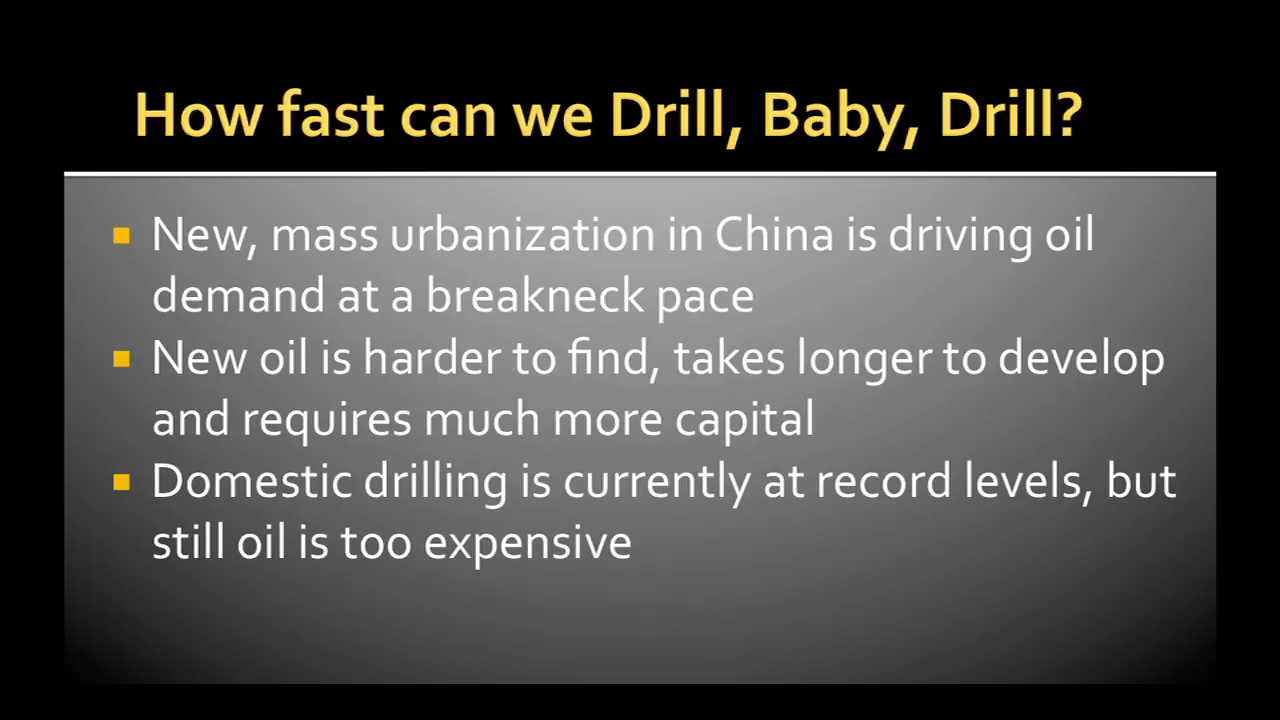 How fast can we Drill, Baby, Drill?
New, mass urbanization in China is driving oil
demand at a breakneck pace
New oil is harder to find, takes longer to develop
and requires much more capital
Domestic drilling is currently at record levels, but
still oil is too expensive